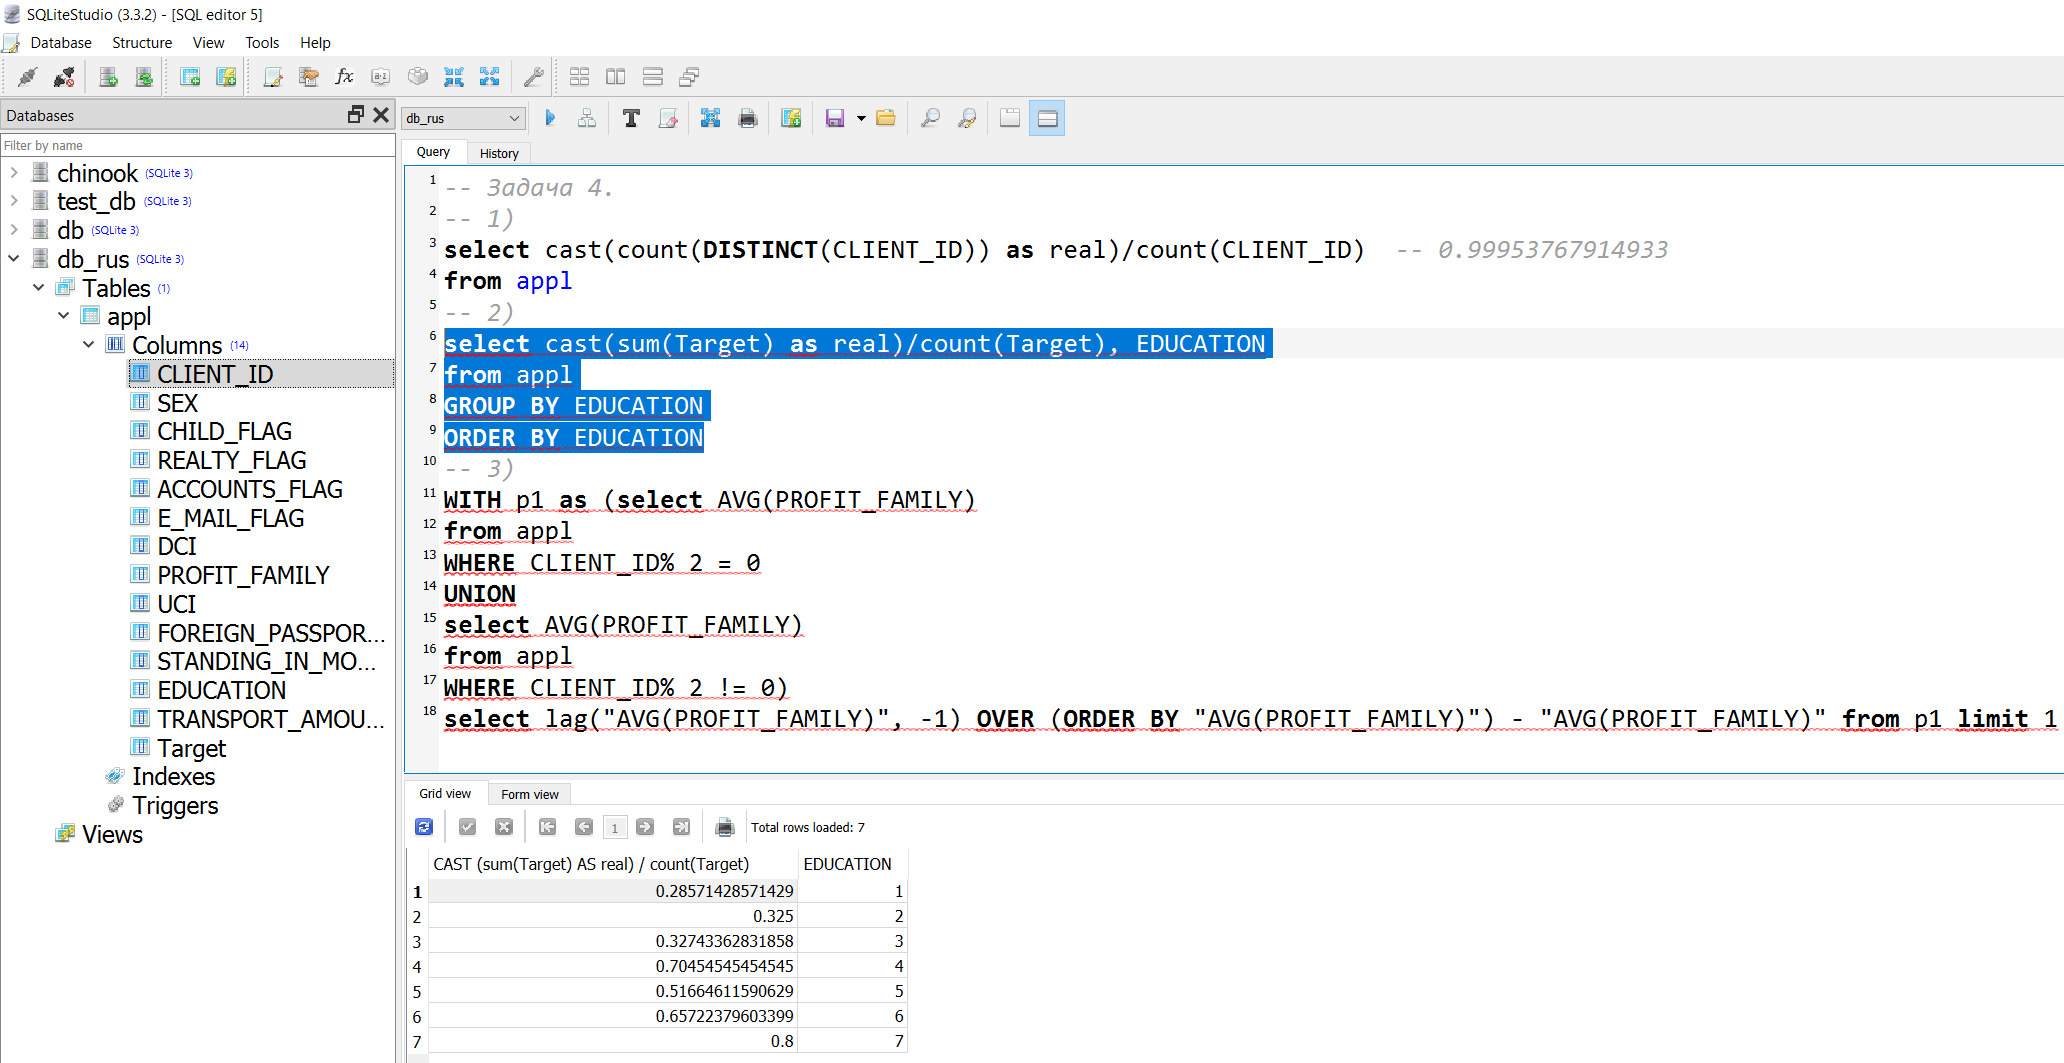 SQLiteStudio (3.3.2) - [SQL editor 5]
Database Structure View Tools Help
Databases
Filter by name
chinook (SQLite 3)
test_db (SQLite 3)
db (SQLite 3)
db_rus (SQLite 3)
Tables (1)
appl
Columns (14)
CLIENT_ID
SEX
CHILD_FLAG
REALTY_FLAG
ACCOUNTS_FLAG
E_MAIL_FLAG
DCI
PROFIT_FAMILY
UCI
FOREIGN_PASSPOR...
STANDING_IN_MO...
EDUCATION
TRANSPORT_AMOU...
Target
Indexes
Triggers
Views
db_rus
Query History
1 -- Задача 4.
2 -- 1)
3 select cast(count(DISTINCT(CLIENT_ID)) as real)/count(CLIENT_ID) -- 0.99953767914933
4 from appl
5 -- 2)
6 select cast(sum(Target) as real)/count(Target), EDUCATION
7 from appl
8 GROUP BY EDUCATION
9 ORDER BY EDUCATION
10 -- 3)
11 WITH p1 as (select AVG(PROFIT_FAMILY)
12 from appl
13 WHERE CLIENT_ID% 2 = 0
14 UNION
15 select AVG(PROFIT_FAMILY)
16 from appl
17 WHERE CLIENT_ID% 2 != 0)
18 select lag("AVG(PROFIT_FAMILY)", -1) OVER (ORDER BY "AVG(PROFIT_FAMILY)") - "AVG(PROFIT_FAMILY)" from p1 limit 1
Grid view Form view
1 Total rows loaded: 7
CAST (sum(Target) AS real) / count(Target) EDUCATION
1 0.28571428571429 1
2 0.325 2
3 0.32743362831858 3
4 0.70454545454545 4
5 0.51664611590629 5
6 0.65722379603399 6
7 0.8 7